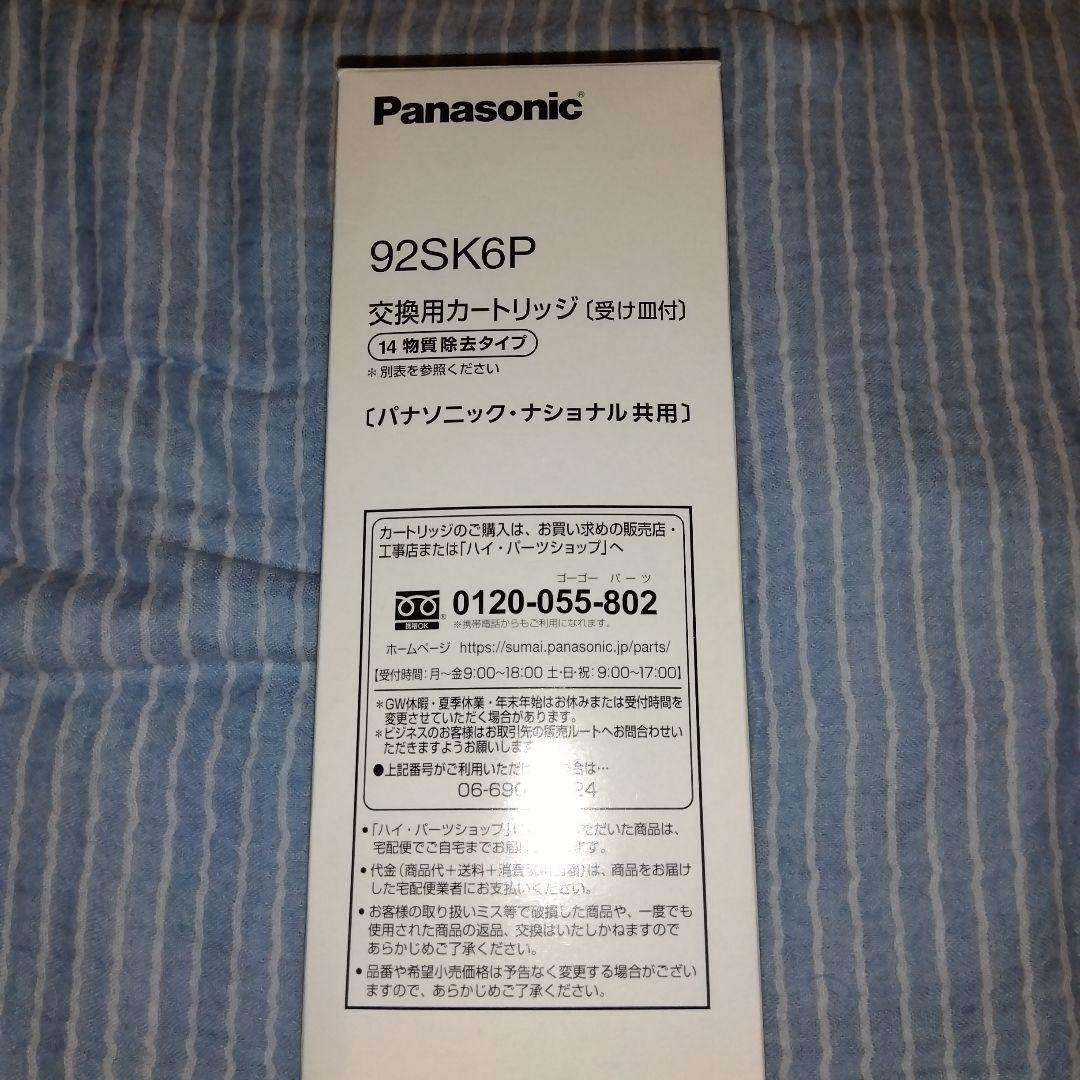 Panasonic®
92SK6P
交換用カートリッジ〔受け皿付〕
14 物質除去タイプ
＊別表を参照ください
〔パナソニック・ナショナル共用〕
カートリッジのご購入は、お買い求めの販売店・
工事店または「ハイ・パーツショップ」へ
ゴーゴー パーツ
携帯OK ® 0120-055-802
※携帯電話からもご利用になれます。
ホームページ https://sumai.panasonic.jp/parts/
【受付時間：月～金9:00～18:00 土・日・祝：9:00～17:00】
＊GW休暇・夏季休業・年末年始はお休みまたは受付時間を
変更させていただく場合があります。
＊ビジネスのお客様はお取引先の販売ルートへお問合わせい
ただきますようお願いします
●上記番号がご利用いただけ 合は…
06-690 24
•「ハイ・パーツショップ」に ただいた商品は、
宅配便でご自宅までお届け ます。
•代金（商品代＋送料＋消費税 額）は、商品をお届け
した宅配便業者にお支払いください。
•お客様の取り扱いミス等で破損した商品や、一度でも
使用された商品の返品、交換はいたしかねますので
あらかじめご了承ください。
•品番や希望小売価格は予告なく変更する場合がござい
ますので、あらかじめご了承ください。